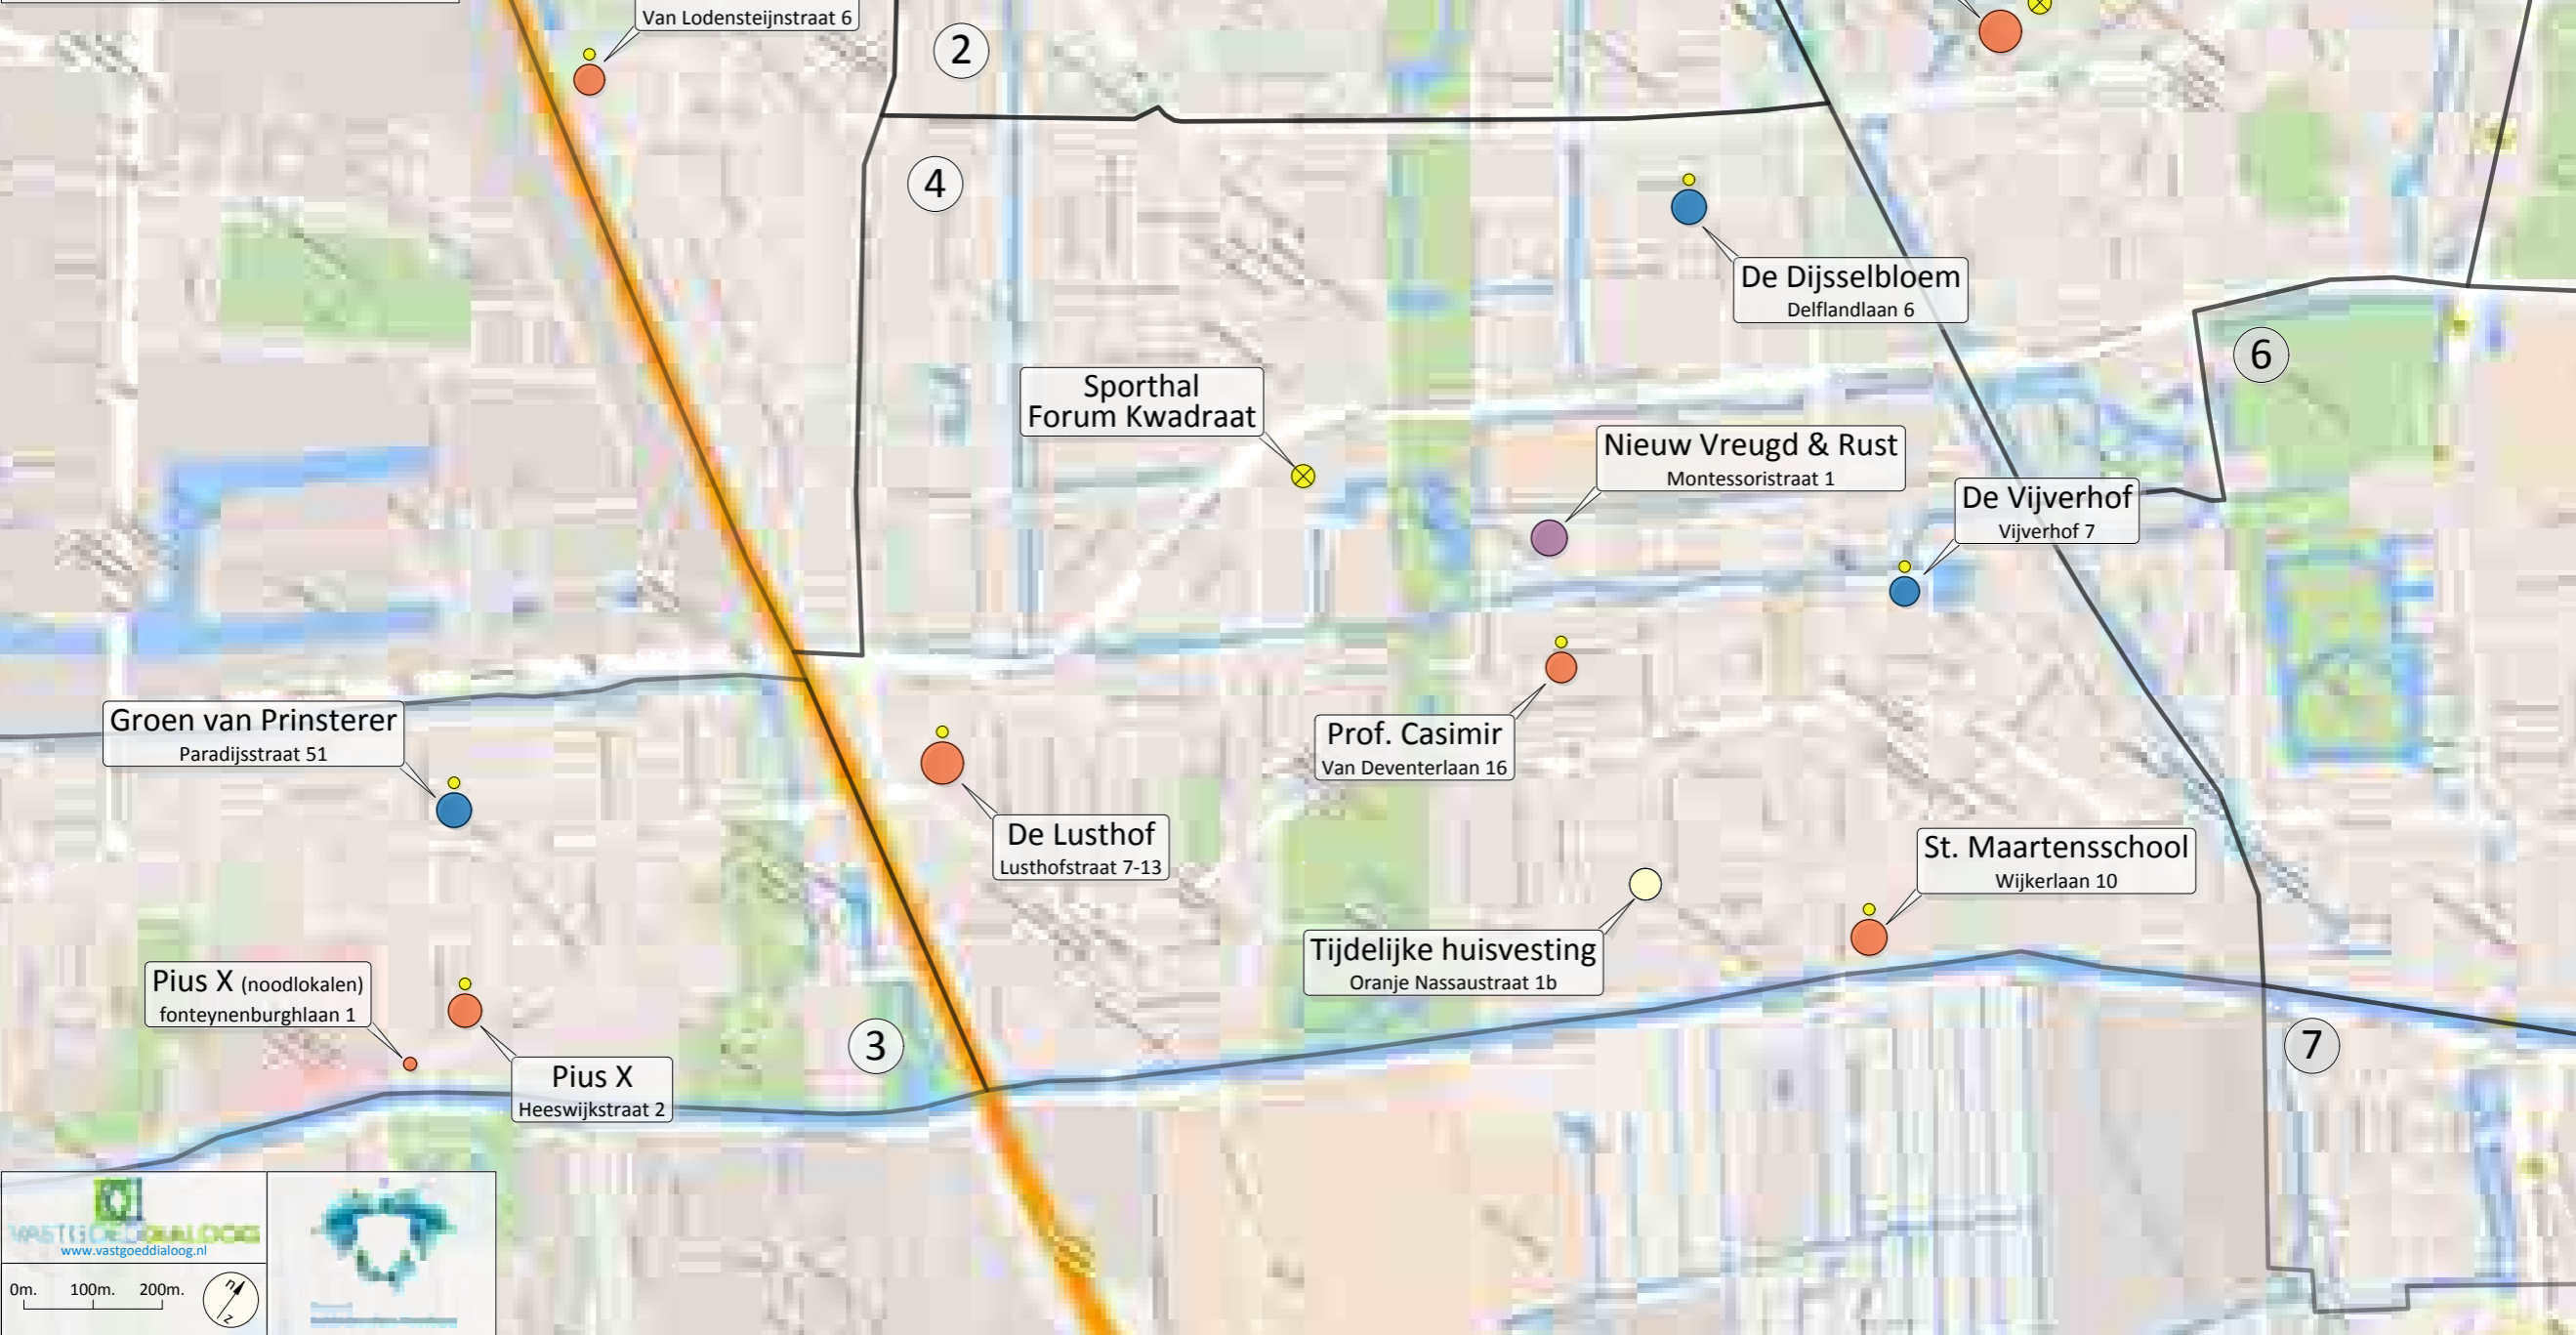 Van Lodensteijnstraat 6
2
4
De Dijsselbloem
Delflandlaan 6
6
Sporthal
Forum Kwadraat
Nieuw Vreugd & Rust
Montessoristraat 1
De Vijverhof
Vijverhof 7
Groen van Prinsterer
Paradijsstraat 51
Prof. Casimir
Van Deventerlaan 16
De Lusthof
Lusthofstraat 7-13
St. Maartensschool
Wijkerlaan 10
Tijdelijke huisvesting
Oranje Nassaustraat 1b
Pius X (noodlokalen)
fonteynenburghlaan 1
3
7
Pius X
Heeswijkstraat 2
VASTGOEDDIALOOG
www.vastgoeddialoog.nl
0m. 100m. 200m.
n
z